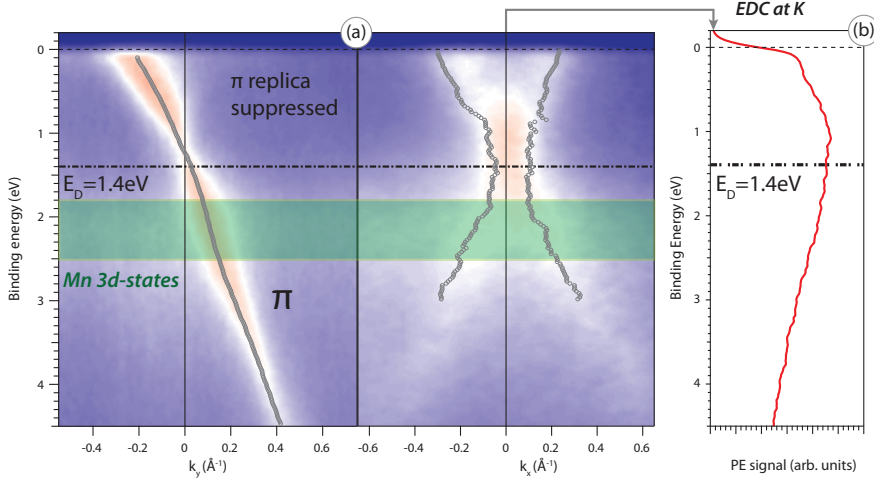 EDC at K
(a)
(b)
0
1
2
3
4
Binding energy (eV)
π replica
suppressed
E_D=1.4eV
Mn 3d-states
π
-0.4
-0.2
0
0.2
0.4
0.6
k_y (Å⁻¹)
-0.6
-0.4
-0.2
0
0.2
0.4
0.6
k_x (Å⁻¹)
0
1
2
3
4
Binding Energy (eV)
E_D=1.4eV
PE signal (arb. units)